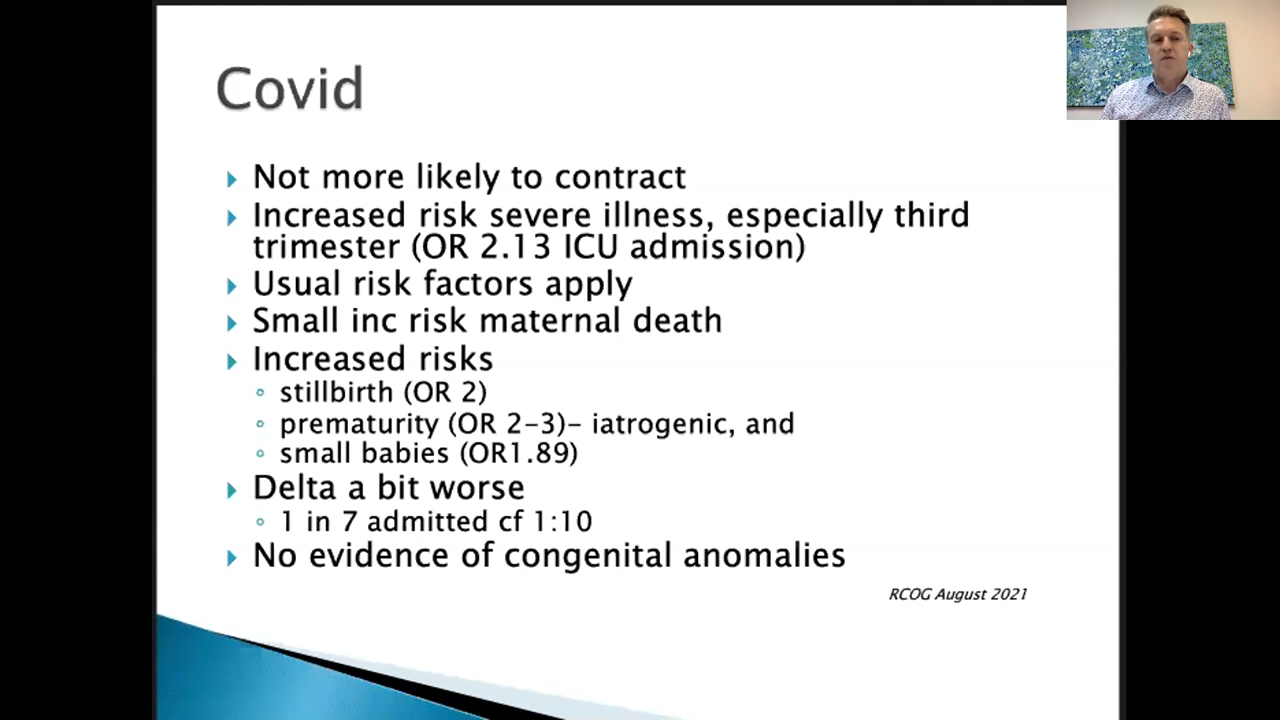 Covid
Not more likely to contract
Increased risk severe illness, especially third
trimester (OR 2.13 ICU admission)
Usual risk factors apply
Small inc risk maternal death
Increased risks
stillbirth (OR 2)
prematurity (OR 2-3)- iatrogenic, and
small babies (OR1.89)
Delta a bit worse
1 in 7 admitted cf 1:10
No evidence of congenital anomalies
RCOG August 2021